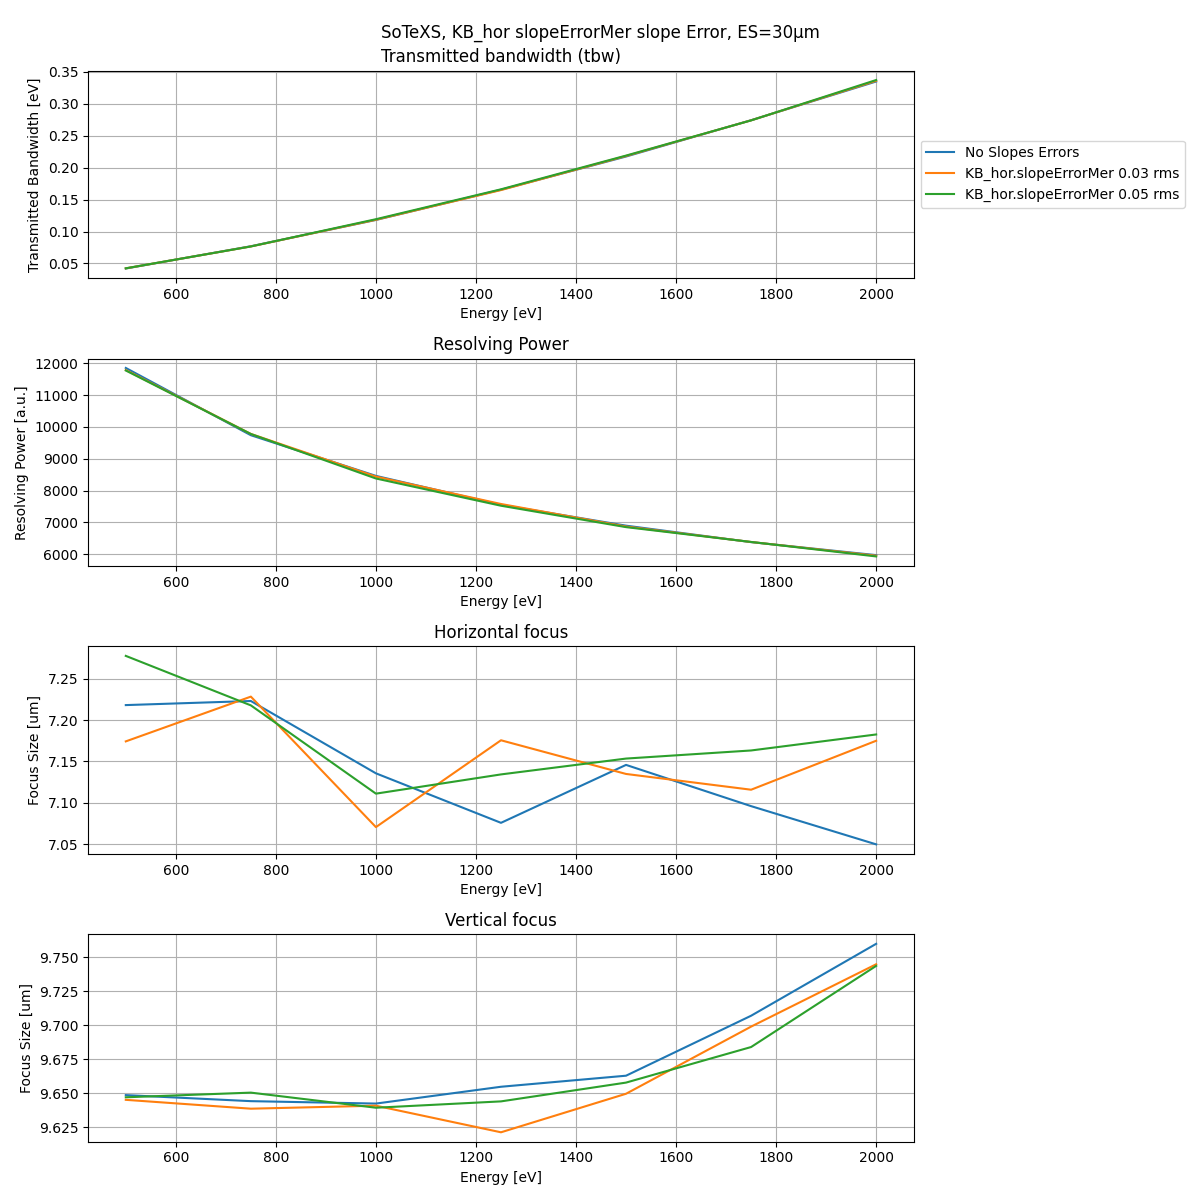 SoTeXS, KB_hor slopeErrorMer slope Error, ES=30μm
Transmitted bandwidth (tbw)
0.35
0.30
0.25
0.20
0.15
0.10
0.05
Transmitted Bandwidth [eV]
600 800 1000 1200 1400 1600 1800 2000
Energy [eV]
No Slopes Errors
KB_hor.slopeErrorMer 0.03 rms
KB_hor.slopeErrorMer 0.05 rms
Resolving Power
12000
11000
10000
9000
8000
7000
6000
Resolving Power [a.u.]
600 800 1000 1200 1400 1600 1800 2000
Energy [eV]
Horizontal focus
7.25
7.20
7.15
7.10
7.05
Focus Size [um]
600 800 1000 1200 1400 1600 1800 2000
Energy [eV]
Vertical focus
9.750
9.725
9.700
9.675
9.650
9.625
Focus Size [um]
600 800 1000 1200 1400 1600 1800 2000
Energy [eV]